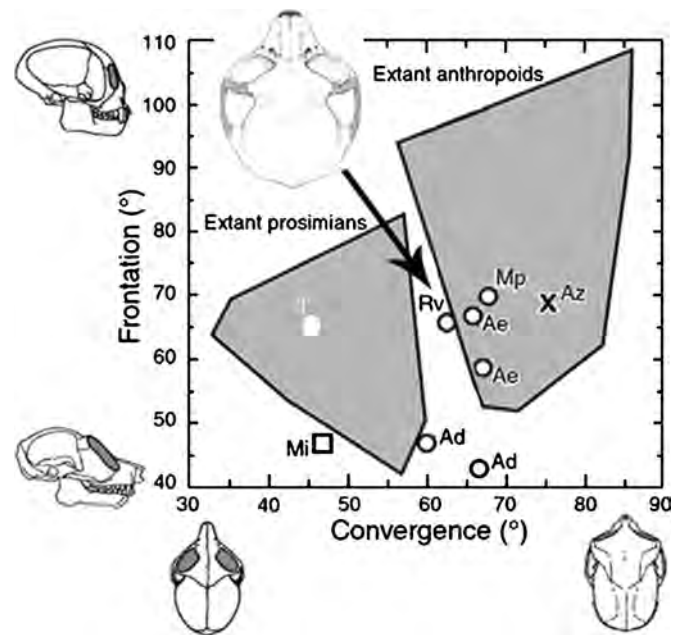 110
100
90
80
70
60
50
40
Frontation (°)
Extant anthropoids
Extant prosimians
Mp
Az
Rv
Ae
Ae
Mi
Ad
Ad
30 40 50 60 70 80 90
Convergence (°)